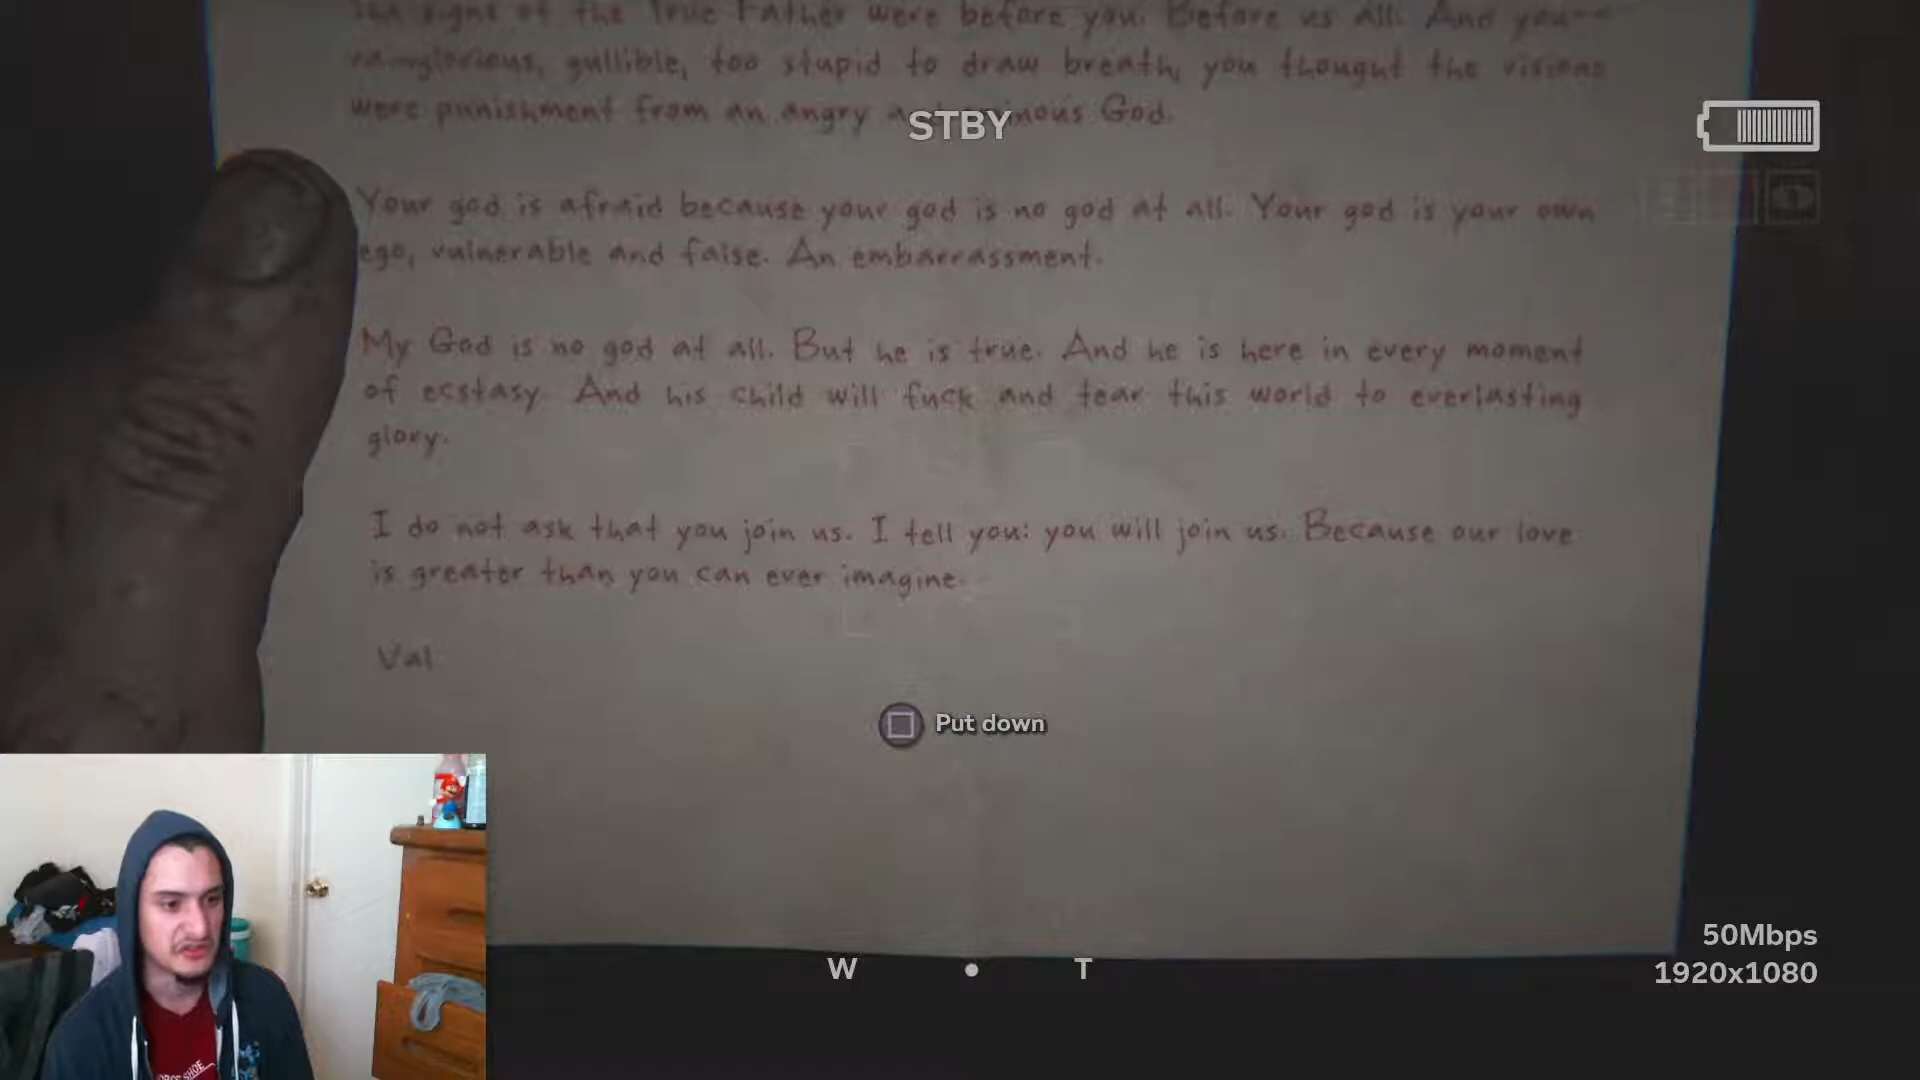 The signs of the True Father were before you. Before us all. And you--
vainglorious, gullible, too stupid to draw breath, you thought the visions
were punishment from an angry God.
STBY
Your god is afraid because your god is no god at all. Your god is your own
ego, vulnerable and false. An embarrassment.
My God is no god at all. But he is true. And he is here in every moment
of ecstasy. And his child will fuck and tear this world to everlasting
glory.
I do not ask that you join us. I tell you: you will join us. Because our love
is greater than you can ever imagine.
Val
Put down
W T
50Mbps
1920x1080